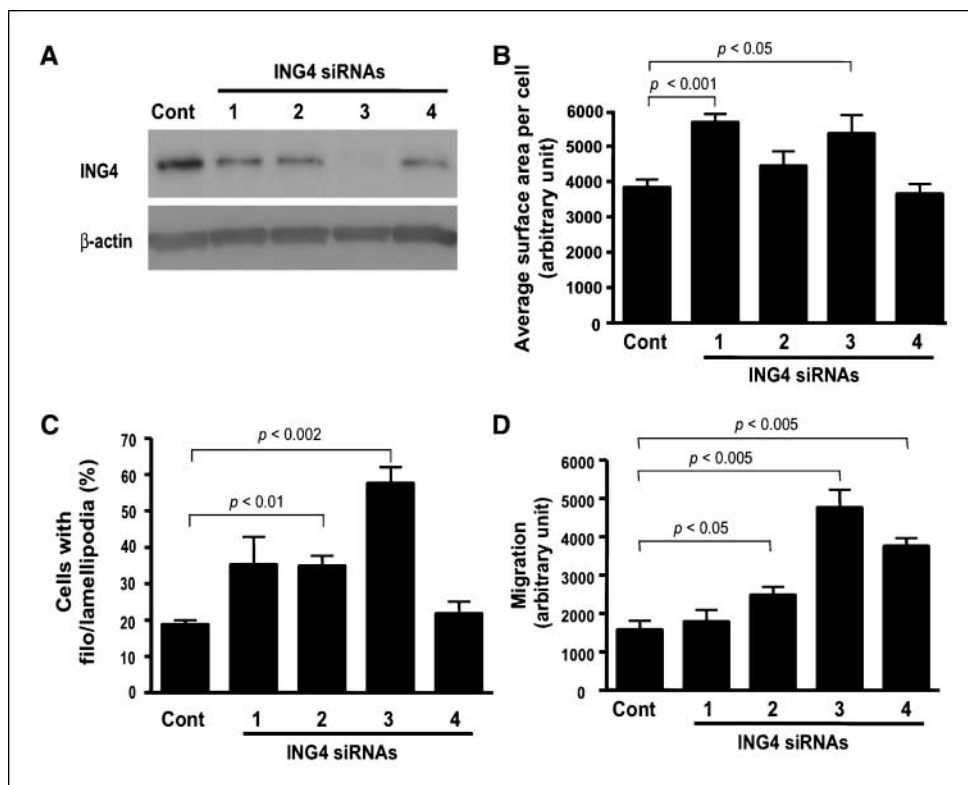 A
ING4 siRNAs
Cont 1 2 3 4
ING4
β-actin
B
p < 0.05
p < 0.001
Average surface area per cell
(arbitrary unit)
6000
5000
4000
3000
2000
1000
0
Cont 1 2 3 4
ING4 siRNAs
C
p < 0.002
p < 0.01
Cells with
filo/lamellipodia (%)
70
60
50
40
30
20
10
0
Cont 1 2 3 4
ING4 siRNAs
D
p < 0.005
p < 0.005
p < 0.05
Migration
(arbitrary unit)
6000
5000
4000
3000
2000
1000
0
Cont 1 2 3 4
ING4 siRNAs